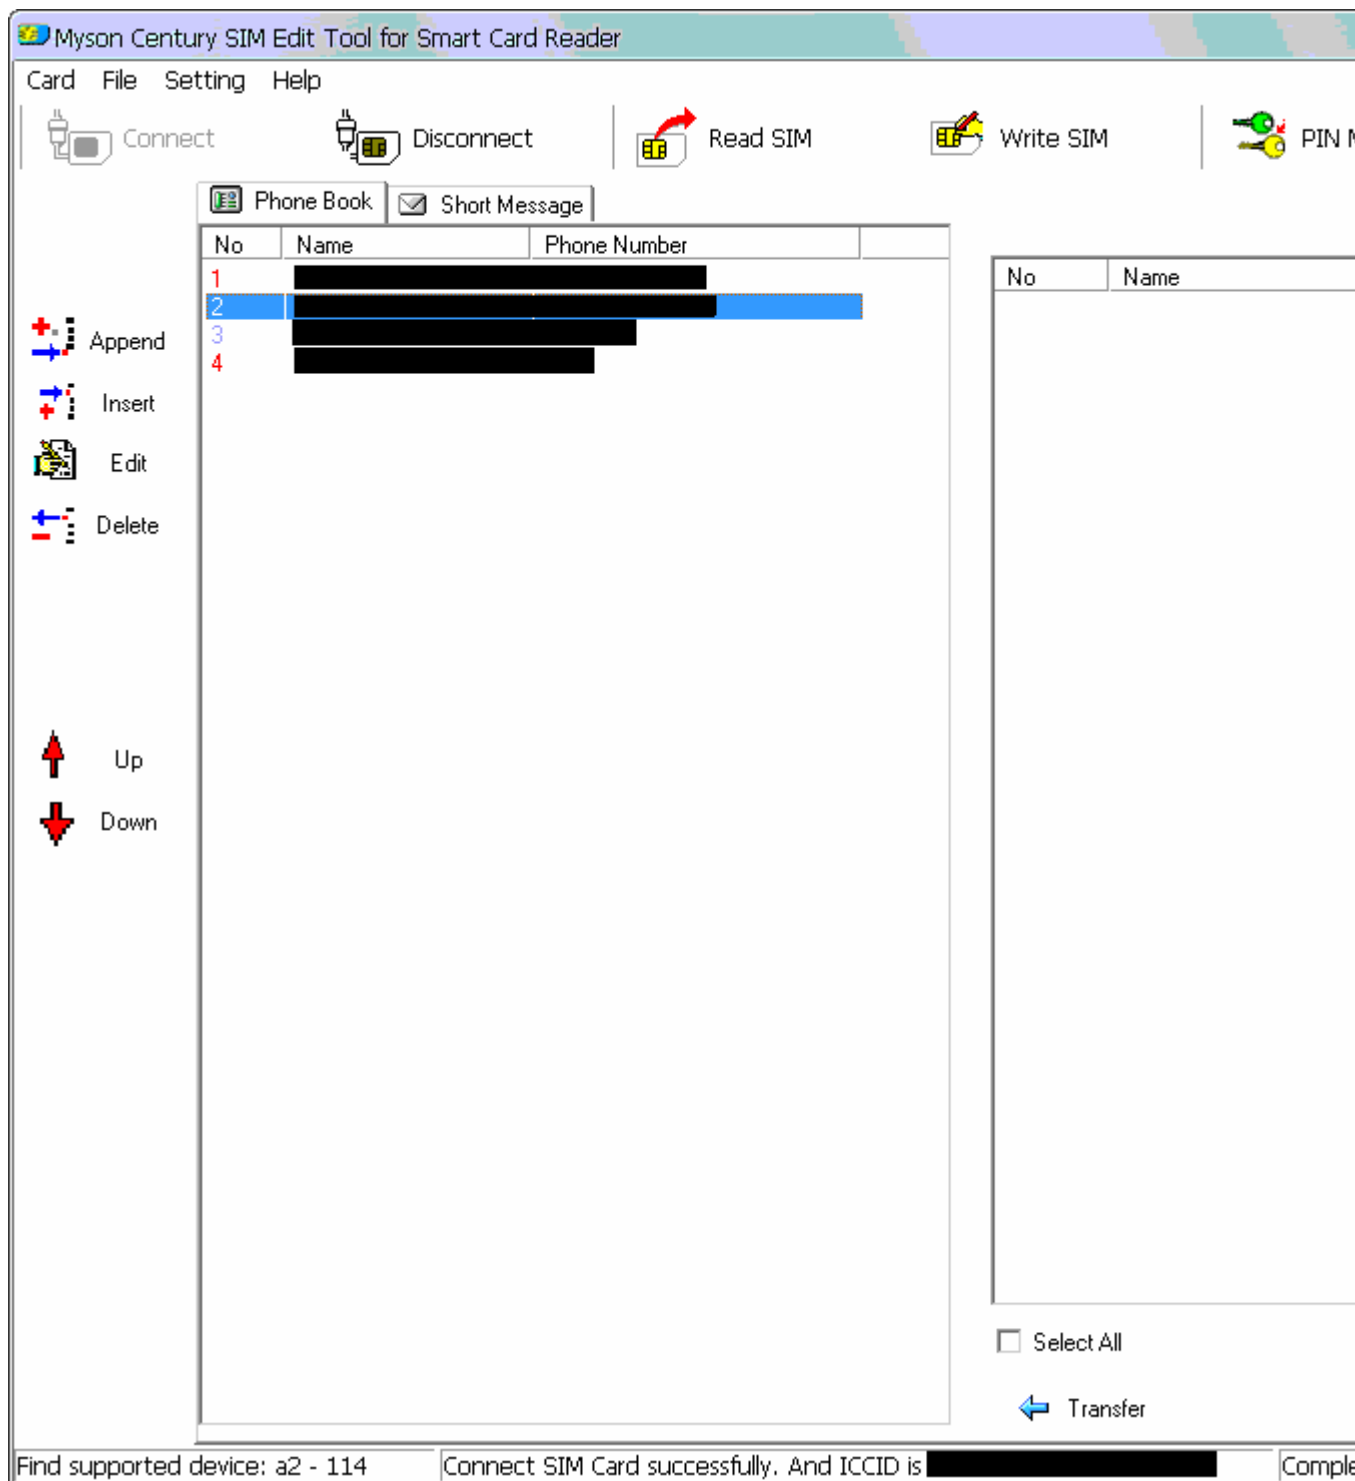 Myson Century SIM Edit Tool for Smart Card Reader
Card File Setting Help
Connect Disconnect Read SIM Write SIM PIN
Phone Book Short Message
No Name Phone Number
No Name
1
2
3
4
Append
Insert
Edit
Delete
Up
Down
Select All
Transfer
Find supported device: a2 - 114 Connect SIM Card successfully. And ICCID is Comple